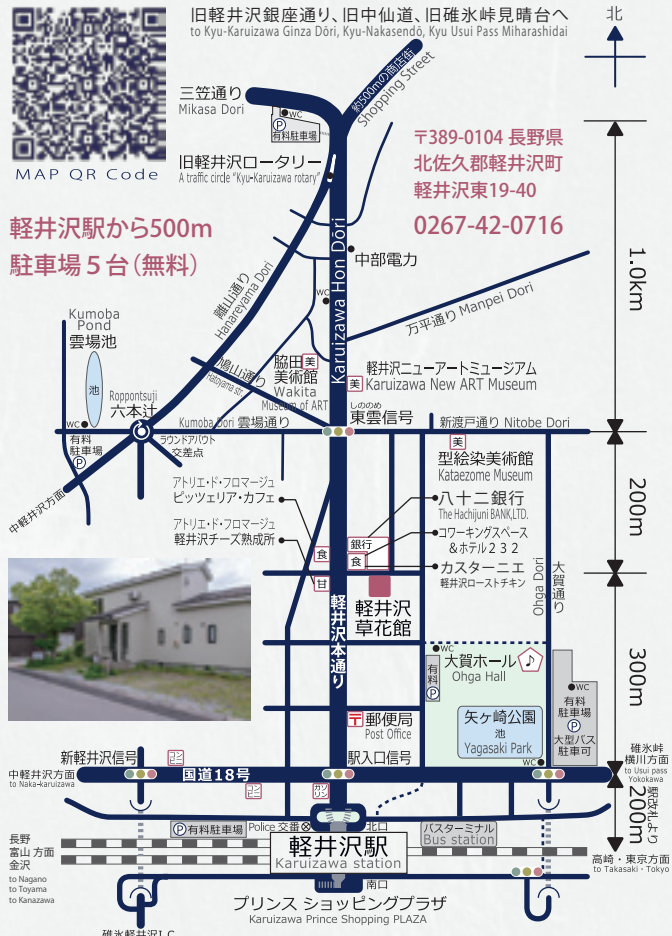 旧軽井沢銀座通り、旧中仙道、旧碓氷峠見晴台へ
to Kyu-Karuizawa Ginza Dōri, Kyu-Nakasendō, Kyu Usui Pass Miharashidai
北
MAP QR Code
三笠通り
Mikasa Dori
WC
P
有料駐車場
約500mの商店街
Shopping Street
旧軽井沢ロータリー
A traffic circle "Kyu-Karuizawa rotary"
〒389-0104 長野県
北佐久郡軽井沢町
軽井沢東19-40
0267-42-0716
軽井沢駅から500m
駐車場５台(無料)
Karuizawa Hon Dōri
中部電力
WC
1.0km
離山通り
Hanareyama Dori
万平通り Manpei Dori
Kumoba
Pond
雲場池
池
WC
有料
駐車場
P
鳩山通り
Hatoyama str
脇田
美術館
美
Wakita
Museum of ART
美
軽井沢ニューアートミュージアム
Karuizawa New ART Museum
Roppontsuji
六本辻
Kumoba Dori 雲場通り
しののめ
東雲信号
新渡戸通り Nitobe Dori
ラウンドアバウト
交差点
中軽井沢方面
美
型絵染美術館
Kataezome Museum
アトリエ・ド・フロマージュ
ピッツェリア・カフェ
アトリエ・ド・フロマージュ
軽井沢チーズ熟成所
八十二銀行
The Hachijuni BANK,LTD.
コワーキングスペース
&ホテル２３２
カスターニエ
軽井沢ローストチキン
食
銀行
食
甘
200m
Ohga Dori
大賀通り
軽井沢
草花館
軽井沢本通り
WC
大賀ホール
Ohga Hall
有料
P
矢ヶ崎公園
池
Yagasaki Park
WC
WC
有料
駐車場
P
大型バス
駐車可
300m
〒
郵便局
Post Office
新軽井沢信号
コンビニ
駅入口信号
中軽井沢方面
to Naka-karuizawa
国道18号
碓氷峠
横川方面
to Usui pass
Yokokawa
コンビニ
ガソリン
200m
駅改札より
P
有料駐車場
Police 交番
北口
バスターミナル
Bus station
長野
富山 方面
金沢
to Nagano
to Toyama
to Kanazawa
軽井沢駅
Karuizawa station
高崎・東京方面
to Takasaki・Tokyo
南口
プリンス ショッピングプラザ
Karuizawa Prince Shopping PLAZA
碓氷軽井沢I.C